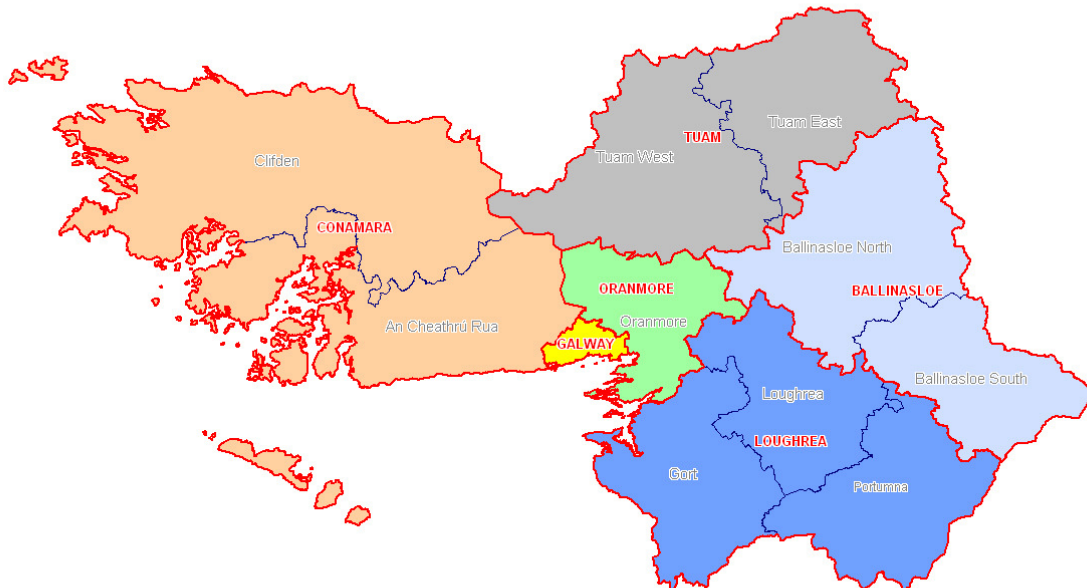 Tuam East
TUAM
Tuam West
Clifden
CONAMARA
Ballinasloe North
ORANMORE
BALLINASLOE
Oranmore
An Cheathrú Rua
GALWAY
Ballinasloe South
Loughrea
LOUGHREA
Gort
Portumna